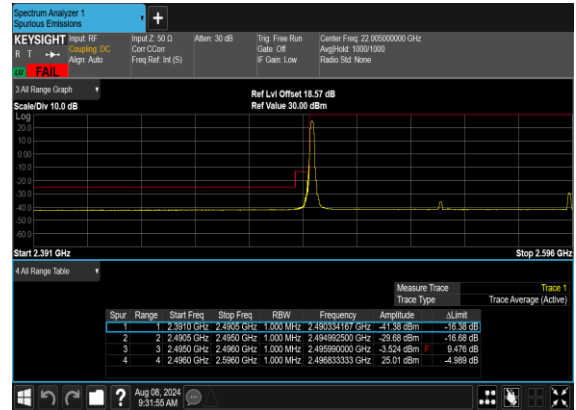 Spectrum Analyzer 1
Spurious Emissions
+
KEYSIGHT Input: RF Input Z: 50 Ω Atten: 30 dB Trig: Free Run Center Freq: 22.005000000 GHz
R T Coupling: DC Corr CCorr Gate: Off Avg|Hold: 1000/1000
Align: Auto Freq Ref: Int (S) IF Gain: Low Radio Std: None
FAIL
3 All Range Graph
Ref Lvl Offset 18.57 dB
Scale/Div 10.0 dB Ref Value 30.00 dBm
Log
20.0
10.0
0.00
-10.0
-20.0
-30.0
-40.0
-50.0
-60.0
Start 2.391 GHz Stop 2.596 GHz
4 All Range Table
Measure Trace Trace 1
Trace Type Trace Average (Active)
Spur Range Start Freq Stop Freq RBW Frequency Amplitude ΔLimit
1 1 2.3910 GHz 2.4905 GHz 1.000 MHz 2.490334167 GHz -41.38 dBm -16.38 dB
2 2 2.4905 GHz 2.4950 GHz 1.000 MHz 2.494992500 GHz -29.68 dBm -16.68 dB
3 3 2.4950 GHz 2.4960 GHz 1.000 MHz 2.495990000 GHz -3.524 dBm F 9.476 dB
4 4 2.4960 GHz 2.5960 GHz 1.000 MHz 2.496833333 GHz 25.01 dBm -4.989 dB
? Aug 08, 2024
9:31:55 AM